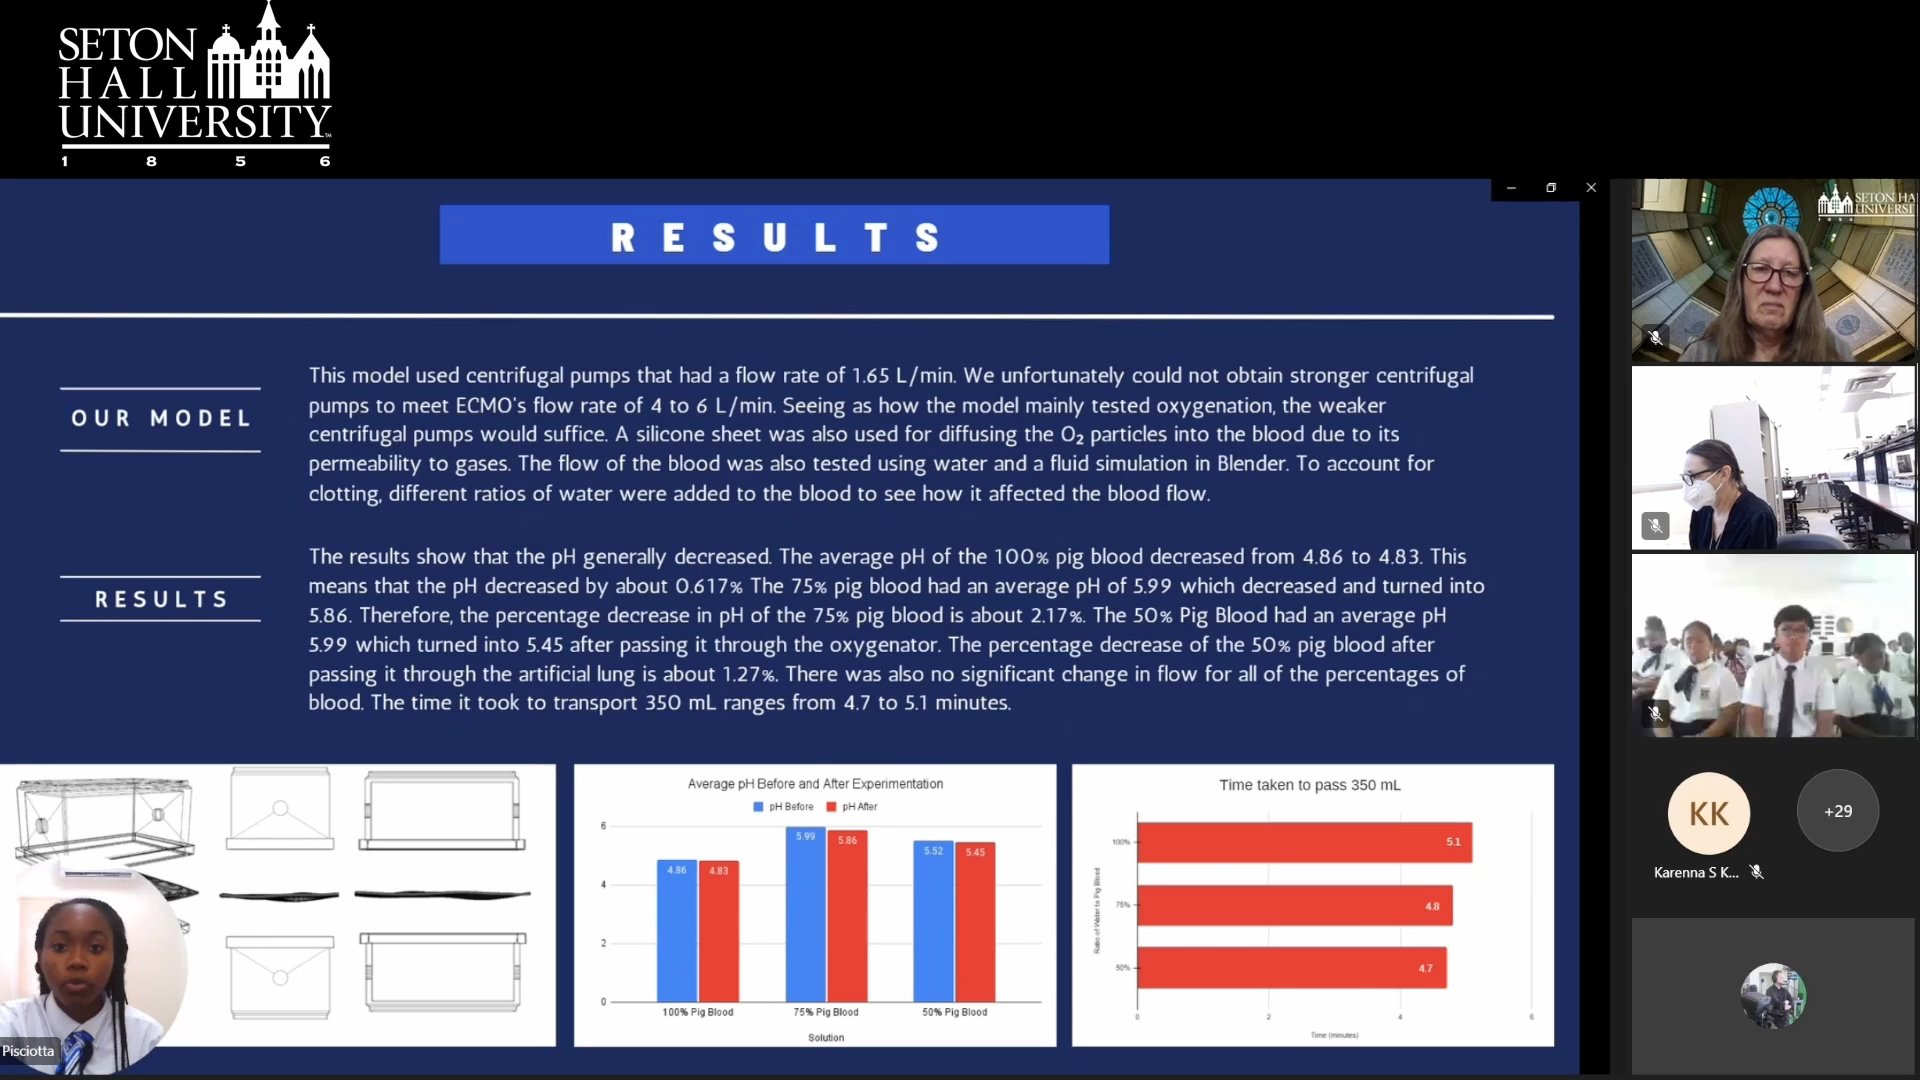 SETON
HALL
UNIVERSITY
1 8 5 6
RESULTS
OUR MODEL
This model used centrifugal pumps that had a flow rate of 1.65 L/min. We unfortunately could not obtain stronger centrifugal
pumps to meet ECMO's flow rate of 4 to 6 L/min. Seeing as how the model mainly tested oxygenation, the weaker
centrifugal pumps would suffice. A silicone sheet was also used for diffusing the O₂ particles into the blood due to its
permeability to gases. The flow of the blood was also tested using water and a fluid simulation in Blender. To account for
clotting, different ratios of water were added to the blood to see how it affected the blood flow.
RESULTS
The results show that the pH generally decreased. The average pH of the 100% pig blood decreased from 4.86 to 4.83. This
means that the pH decreased by about 0.617% The 75% pig blood had an average pH of 5.99 which decreased and turned into
5.86. Therefore, the percentage decrease in pH of the 75% pig blood is about 2.17%. The 50% Pig Blood had an average pH
5.99 which turned into 5.45 after passing it through the oxygenator. The percentage decrease of the 50% pig blood after
passing it through the artificial lung is about 1.27%. There was also no significant change in flow for all of the percentages of
blood. The time it took to transport 350 mL ranges from 4.7 to 5.1 minutes.
Average pH Before and After Experimentation
pH Before pH After
6
4
2
0
4.86 4.83 5.99 5.86 5.52 5.45
100% Pig Blood 75% Pig Blood 50% Pig Blood
Solution
Time taken to pass 350 mL
Ratio of Water to Pig Blood
100% 5.1
75% 4.8
50% 4.7
0 2 4 6
Time (minutes)
Pisciotta
SETON HA
UNIVERSI
KK
+29
Karenna S K...